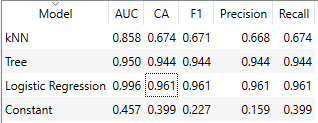 Model AUC CA F1 Precision Recall
kNN 0.858 0.674 0.671 0.668 0.674
Tree 0.950 0.944 0.944 0.944 0.944
Logistic Regression 0.996 0.961 0.961 0.961 0.961
Constant 0.457 0.399 0.227 0.159 0.399